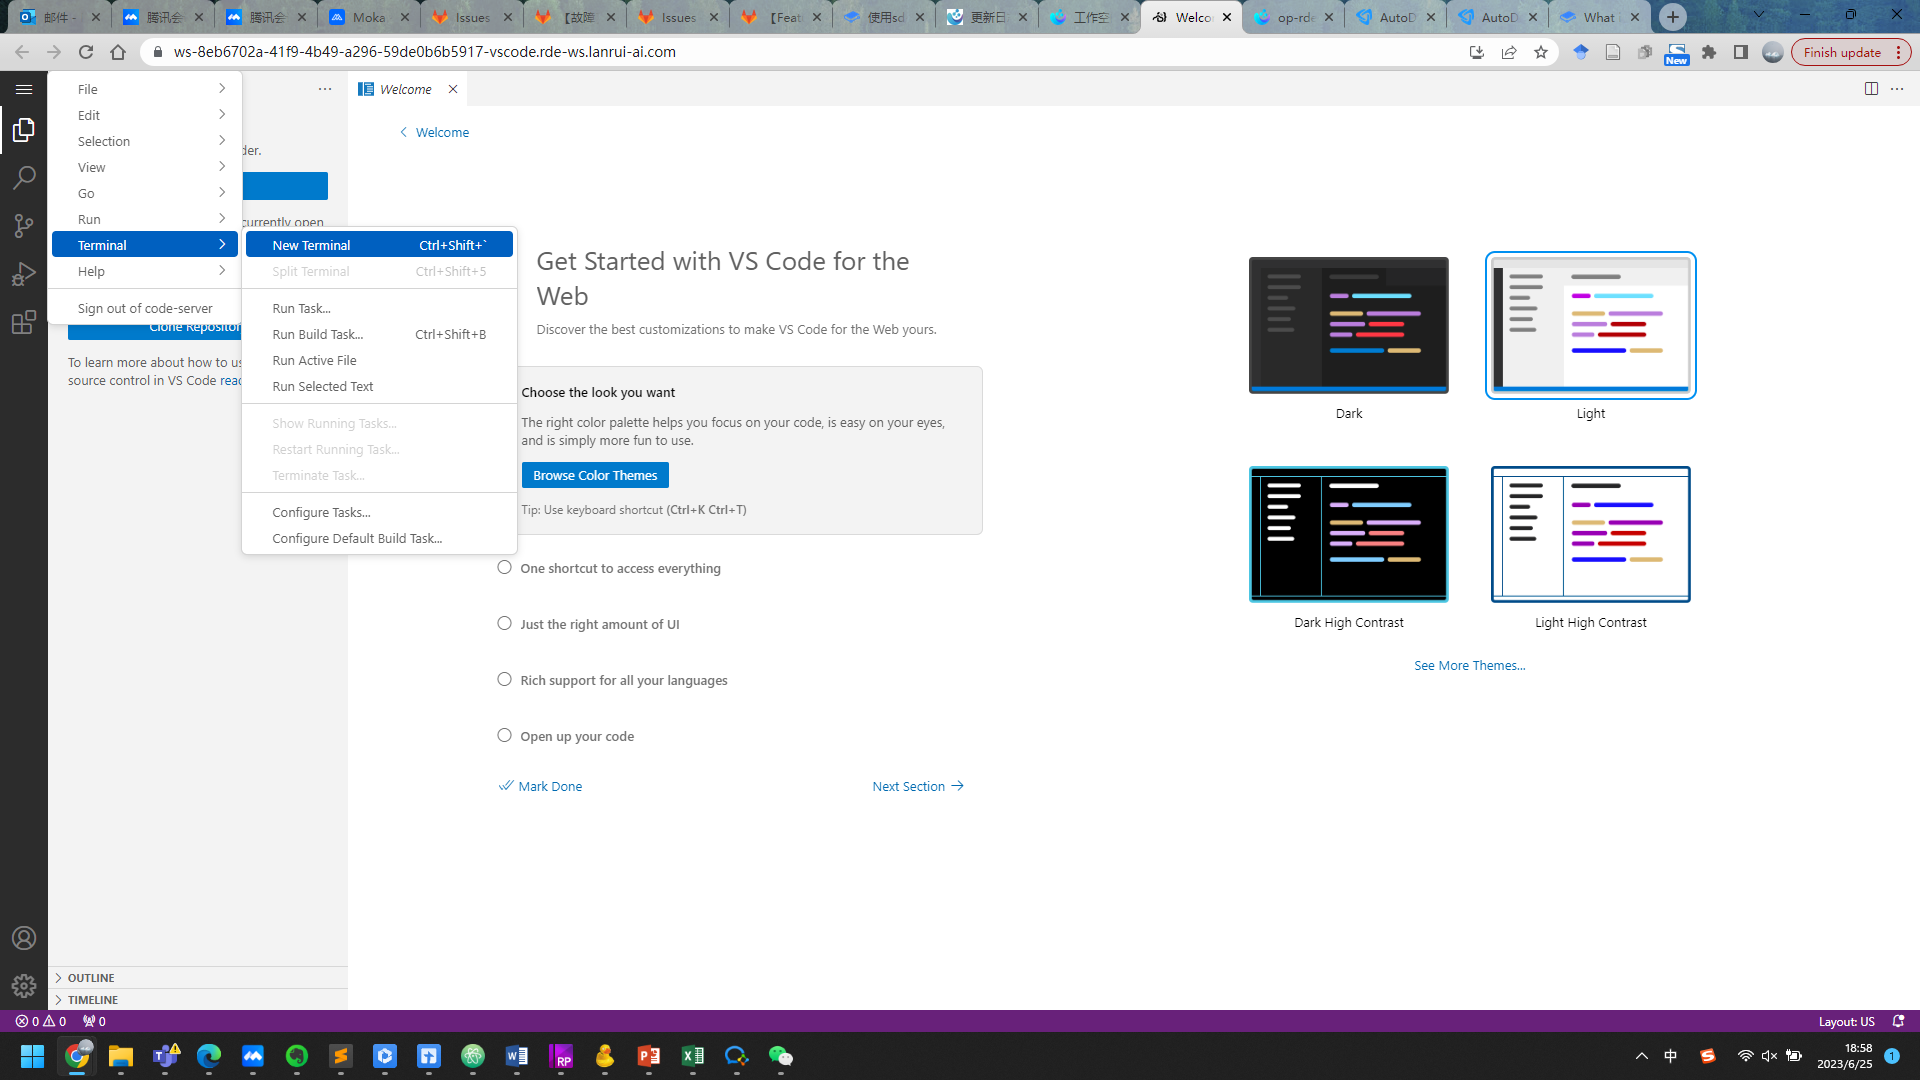 邮件 -
腾讯会
腾讯会
Moka
Issues
【故障
Issues
【Feat
使用sd
更新日
工作空
Welco
op-rde
AutoD
AutoD
What i
ws-8eb6702a-41f9-4b49-a296-59de0b6b5917-vscode.rde-ws.lanrui-ai.com
New
Finish update
File
Edit
Selection
View
Go
Run
Terminal
Help
Sign out of code-server
der.
currently open
Clone Repositor
To learn more about how to us
source control in VS Code reac
New Terminal Ctrl+Shift+`
Split Terminal Ctrl+Shift+5
Run Task...
Run Build Task... Ctrl+Shift+B
Run Active File
Run Selected Text
Show Running Tasks...
Restart Running Task...
Terminate Task...
Configure Tasks...
Configure Default Build Task...
OUTLINE
TIMELINE
Welcome
Welcome
Get Started with VS Code for the
Web
Discover the best customizations to make VS Code for the Web yours.
Choose the look you want
The right color palette helps you focus on your code, is easy on your eyes,
and is simply more fun to use.
Browse Color Themes
Tip: Use keyboard shortcut (Ctrl+K Ctrl+T)
One shortcut to access everything
Just the right amount of UI
Rich support for all your languages
Open up your code
Mark Done
Next Section
Dark
Light
Dark High Contrast
Light High Contrast
See More Themes...
0 0 0
Layout: US
RP
中
18:58
2023/6/25
1